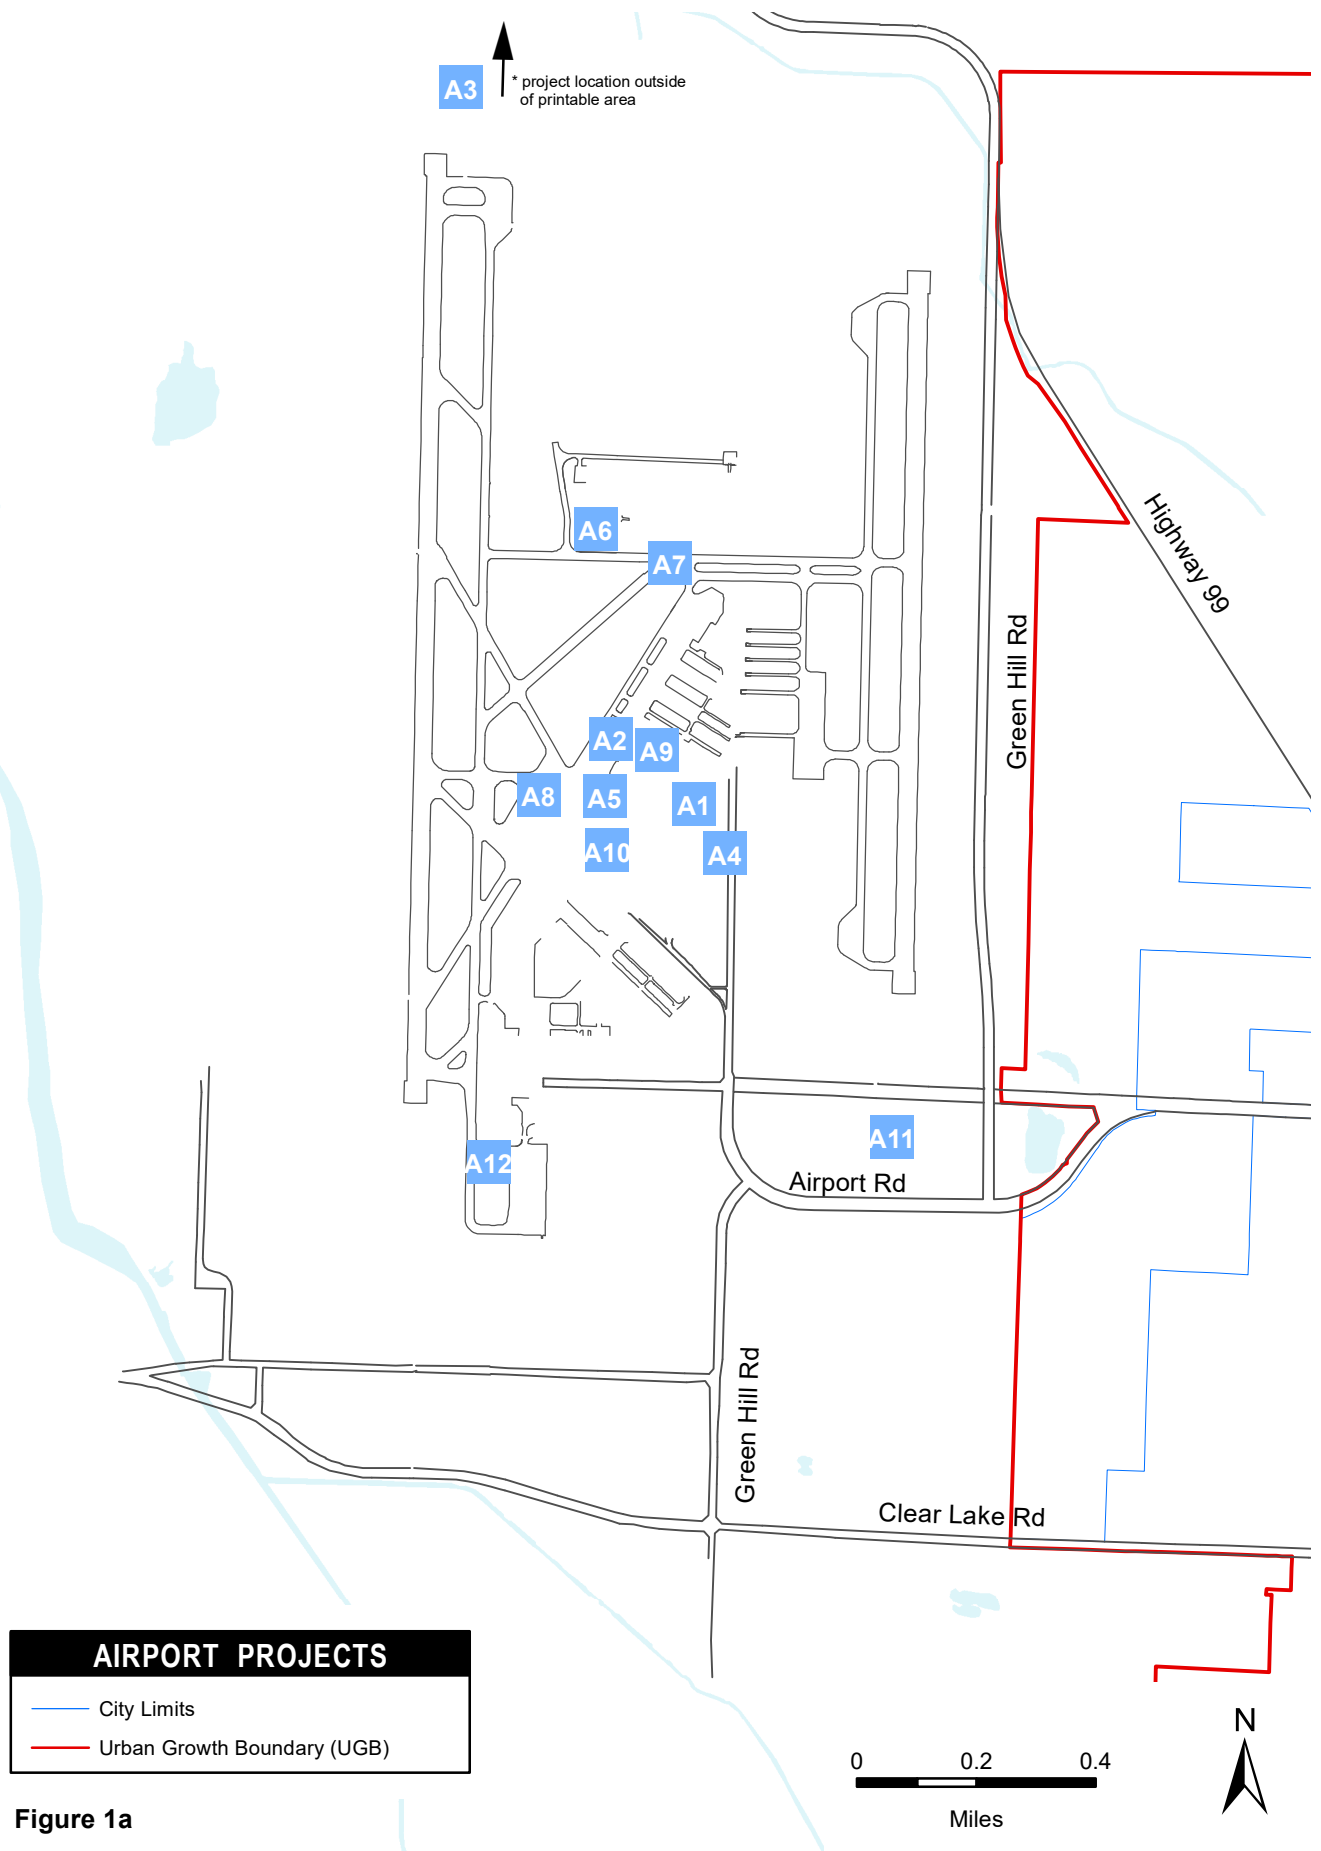 A3
* project location outside
of printable area
Highway 99
A6
A7
Green Hill Rd
A2
A9
A8
A5
A1
A10
A4
A11
A12
Airport Rd
Green Hill Rd
Clear Lake Rd
AIRPORT PROJECTS
City Limits
Urban Growth Boundary (UGB)
N
0 0.2 0.4
Miles
Figure 1a